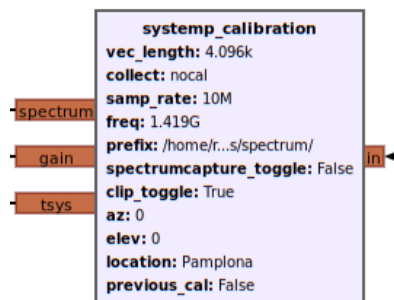 systemp_calibration
vec_length: 4.096k
collect: nocal
samp_rate: 10M
freq: 1.419G
prefix: /home/r...s/spectrum/
spectrumcapture_toggle: False
clip_toggle: True
az: 0
elev: 0
location: Pamplona
previous_cal: False
spectrum
gain
tsys
in